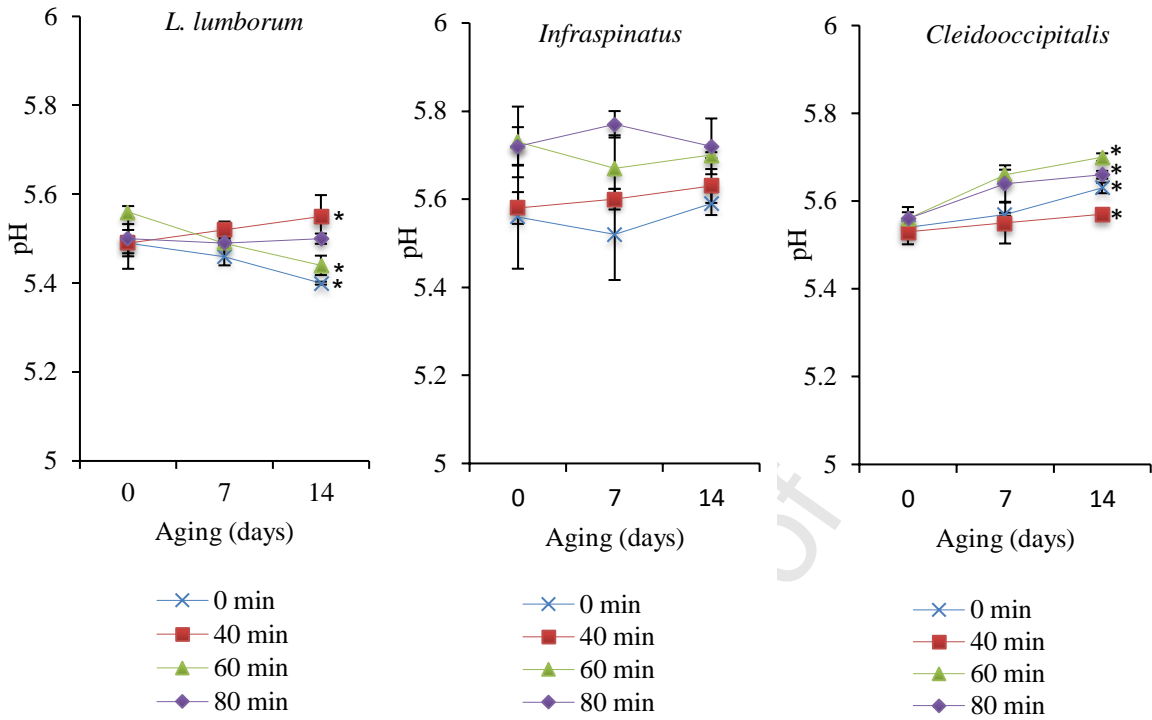 L. lumborum
6
5.8
5.6
5.4
5.2
5
pH
0 7 14
Aging (days)
*
*
*
0 min
40 min
60 min
80 min
Infraspinatus
6
5.8
5.6
5.4
5.2
5
pH
0 7 14
Aging (days)
0 min
40 min
60 min
80 min
Cleidooccipitalis
6
5.8
5.6
5.4
5.2
5
pH
0 7 14
Aging (days)
*
*
*
*
0 min
40 min
60 min
80 min
of